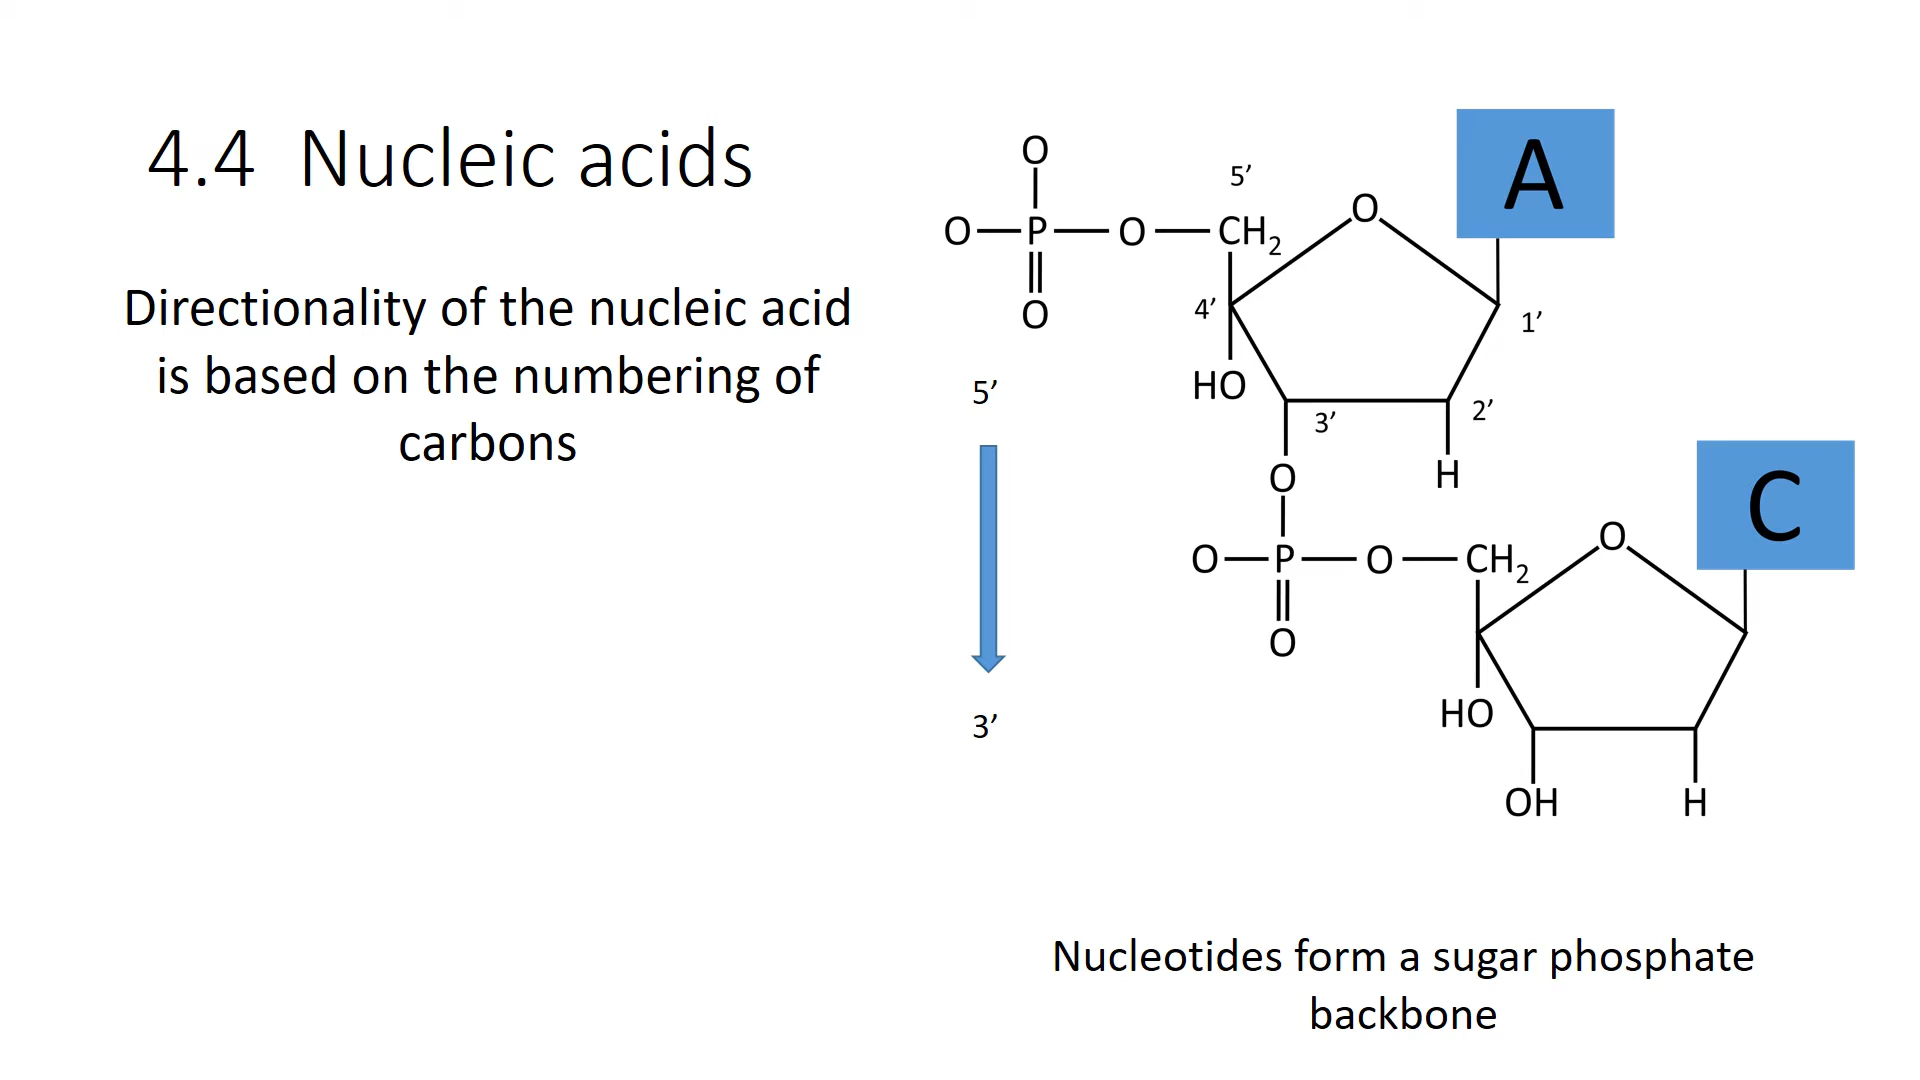 4.4  Nucleic acids
Directionality of the nucleic acid
is based on the numbering of
carbons
5’
3’
O
5’
A
O
O P O CH2
O
4’
1’
HO
3’
2’
O
H
C
O
O P O CH2
O
HO
OH
H
Nucleotides form a sugar phosphate
backbone